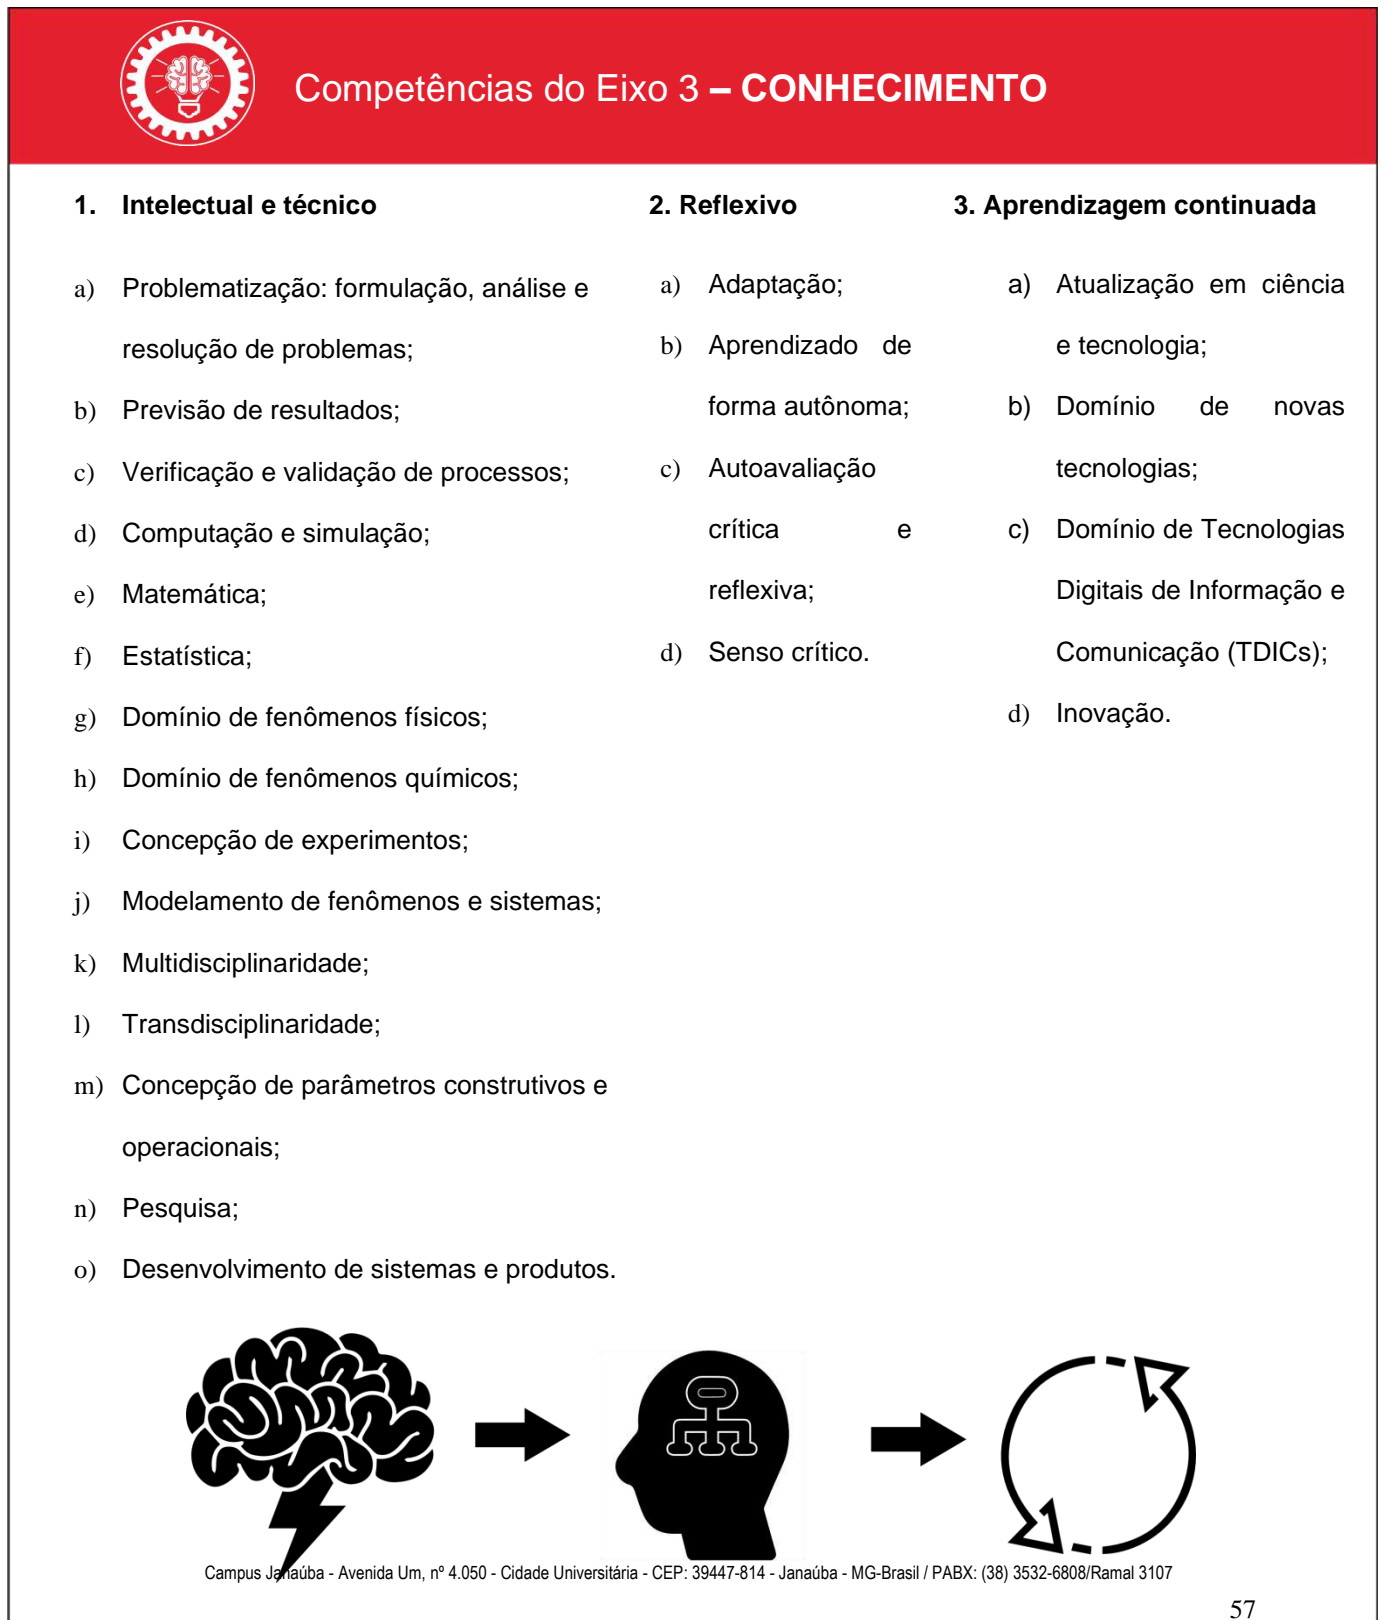 Competências do Eixo 3 – CONHECIMENTO
1. Intelectual e técnico
a) Problematização: formulação, análise e
resolução de problemas;
b) Previsão de resultados;
c) Verificação e validação de processos;
d) Computação e simulação;
e) Matemática;
f) Estatística;
g) Domínio de fenômenos físicos;
h) Domínio de fenômenos químicos;
i) Concepção de experimentos;
j) Modelamento de fenômenos e sistemas;
k) Multidisciplinaridade;
l) Transdisciplinaridade;
m) Concepção de parâmetros construtivos e
operacionais;
n) Pesquisa;
o) Desenvolvimento de sistemas e produtos.
2. Reflexivo
a) Adaptação;
b) Aprendizado de
forma autônoma;
c) Autoavaliação
crítica e
reflexiva;
d) Senso crítico.
3. Aprendizagem continuada
a) Atualização em ciência
e tecnologia;
b) Domínio de novas
tecnologias;
c) Domínio de Tecnologias
Digitais de Informação e
Comunicação (TDICs);
d) Inovação.
Campus Janaúba - Avenida Um, nº 4.050 - Cidade Universitária - CEP: 39447-814 - Janaúba - MG-Brasil / PABX: (38) 3532-6808/Ramal 3107
57